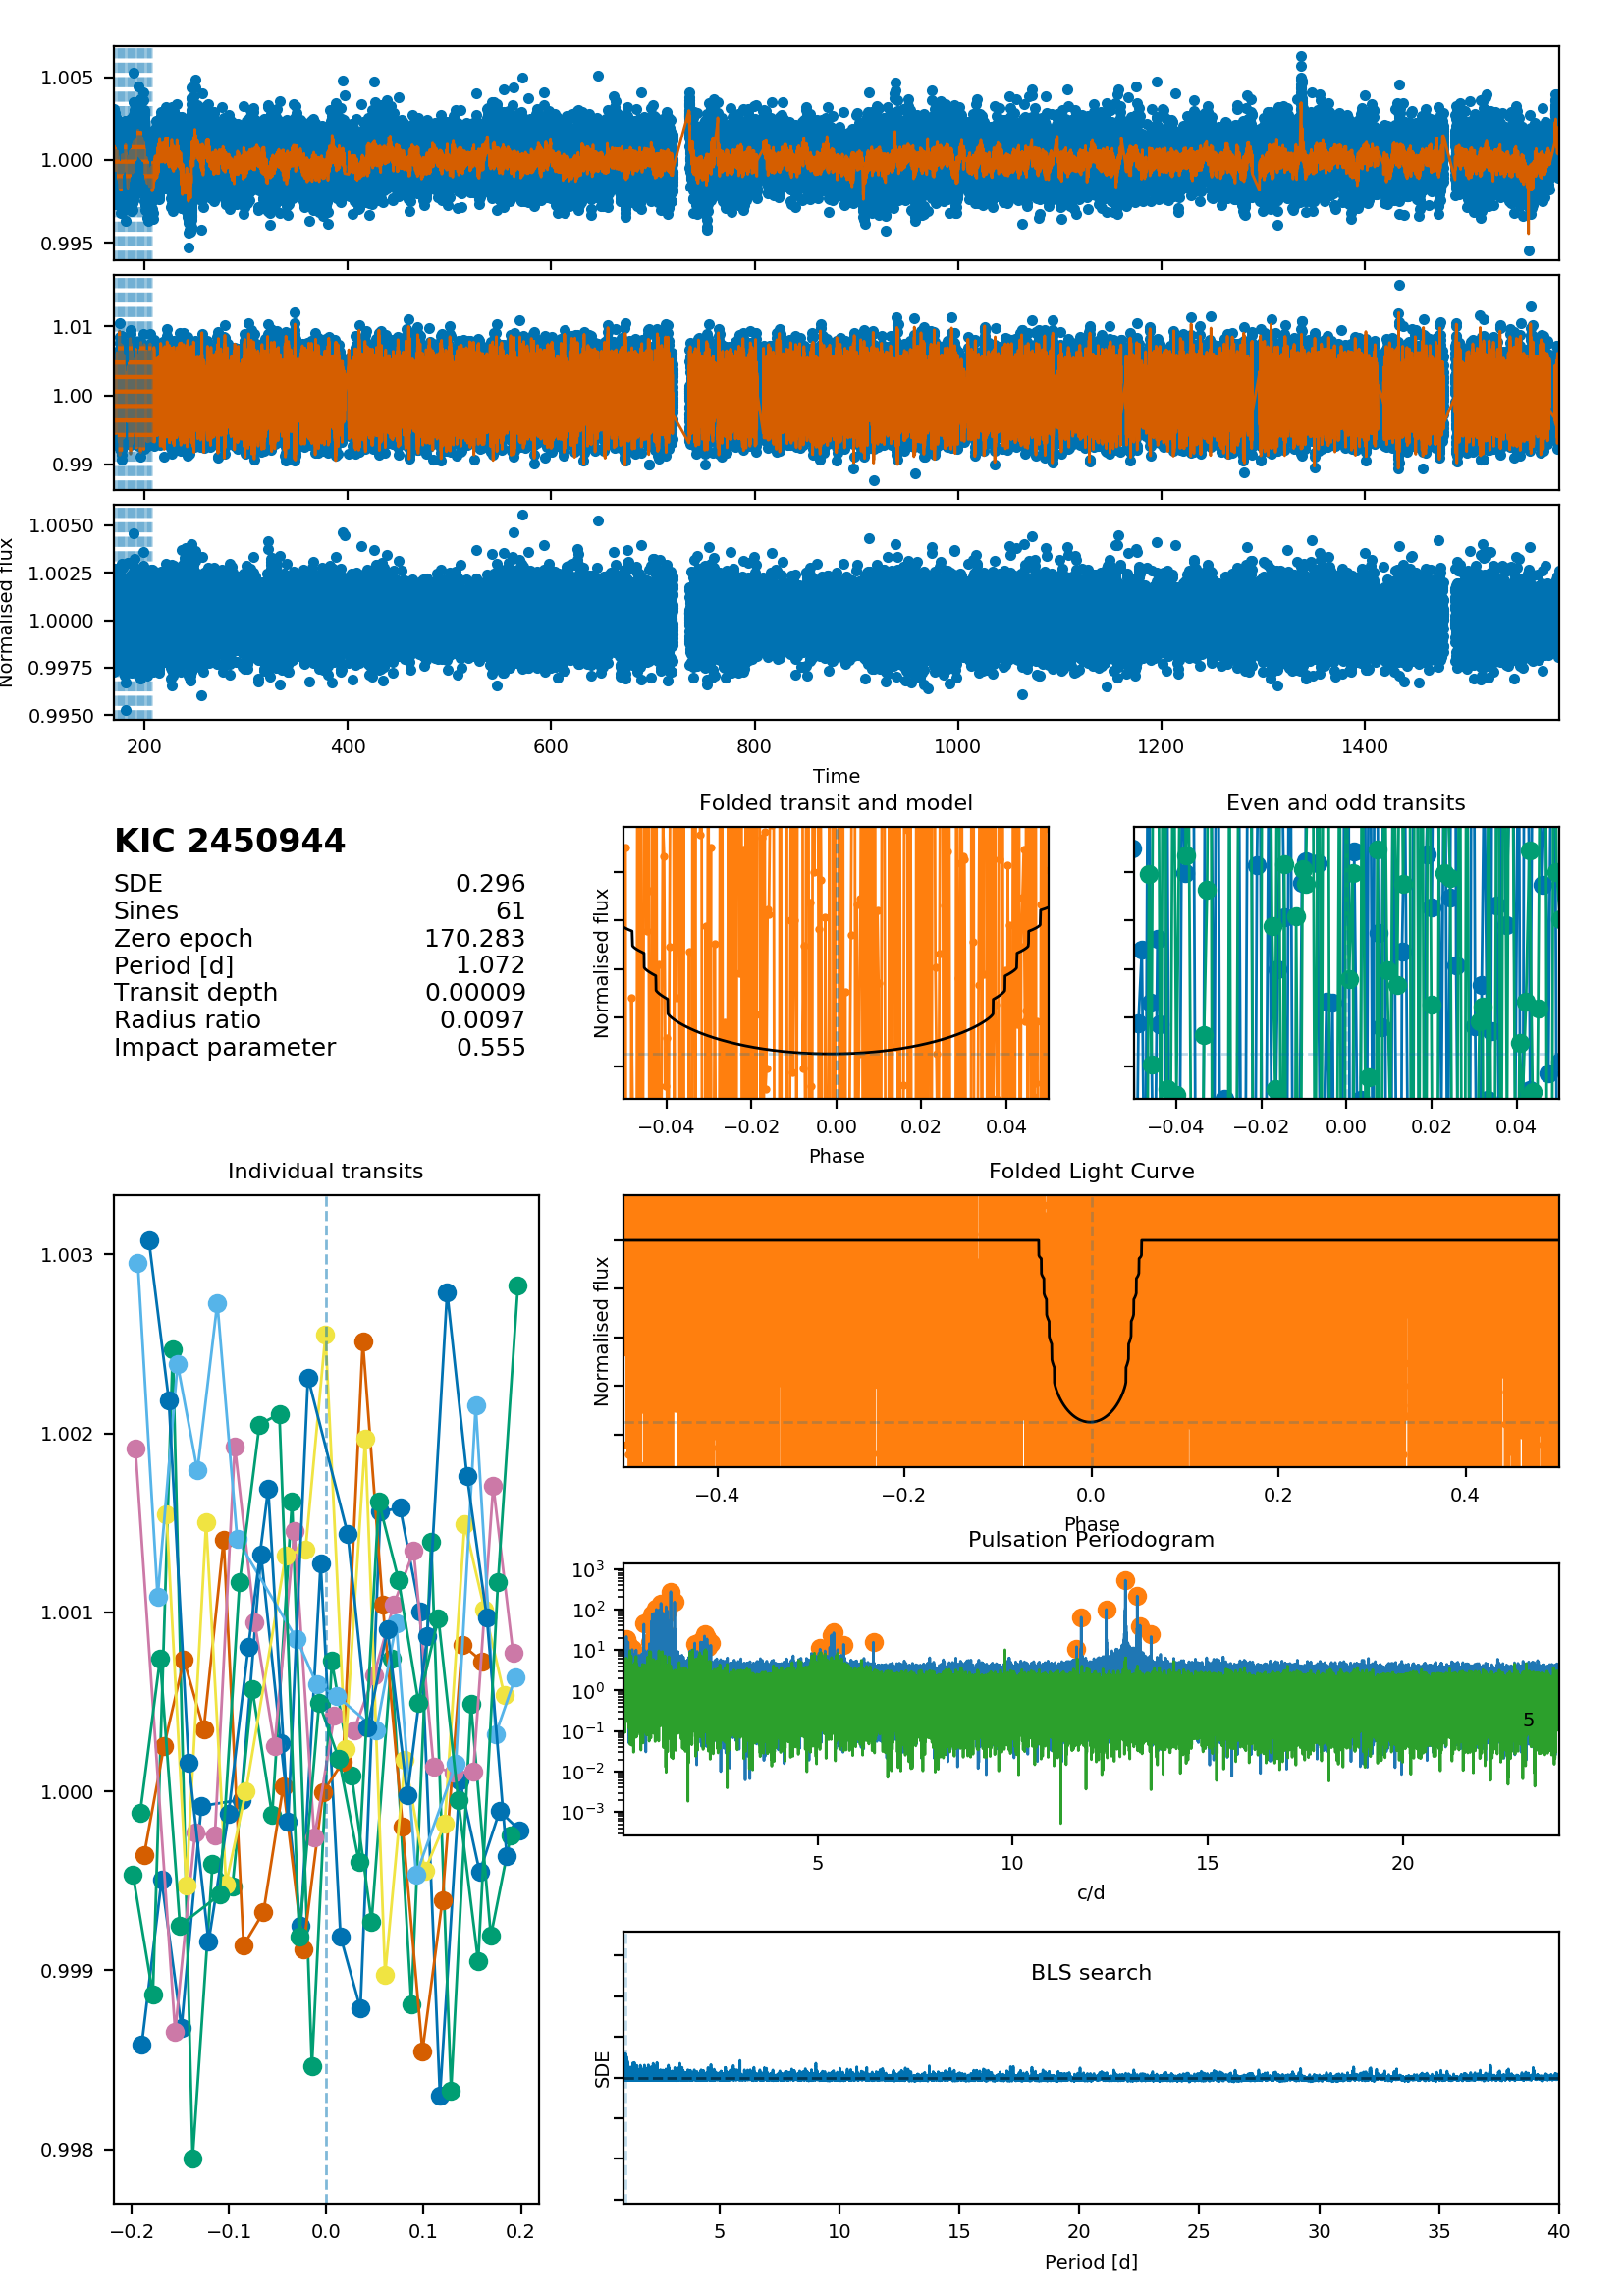 1.005
1.000
0.995
1.01
1.00
0.99
Normalised flux
1.0050
1.0025
1.0000
0.9975
0.9950
200 400 600 800 1000 1200 1400
Time
KIC 2450944
SDE 0.296
Sines 61
Zero epoch 170.283
Period [d] 1.072
Transit depth 0.00009
Radius ratio 0.0097
Impact parameter 0.555
Folded transit and model
Normalised flux
−0.04 −0.02 0.00 0.02 0.04
Phase
Even and odd transits
−0.04 −0.02 0.00 0.02 0.04
Individual transits
1.003
1.002
1.001
1.000
0.999
0.998
−0.2 −0.1 0.0 0.1 0.2
Folded Light Curve
Normalised flux
−0.4 −0.2 0.0 0.2 0.4
Phase
Pulsation Periodogram
10³
10²
10¹
10⁰
10⁻¹
10⁻²
10⁻³
5
5 10 15 20
c/d
BLS search
SDE
5 10 15 20 25 30 35 40
Period [d]